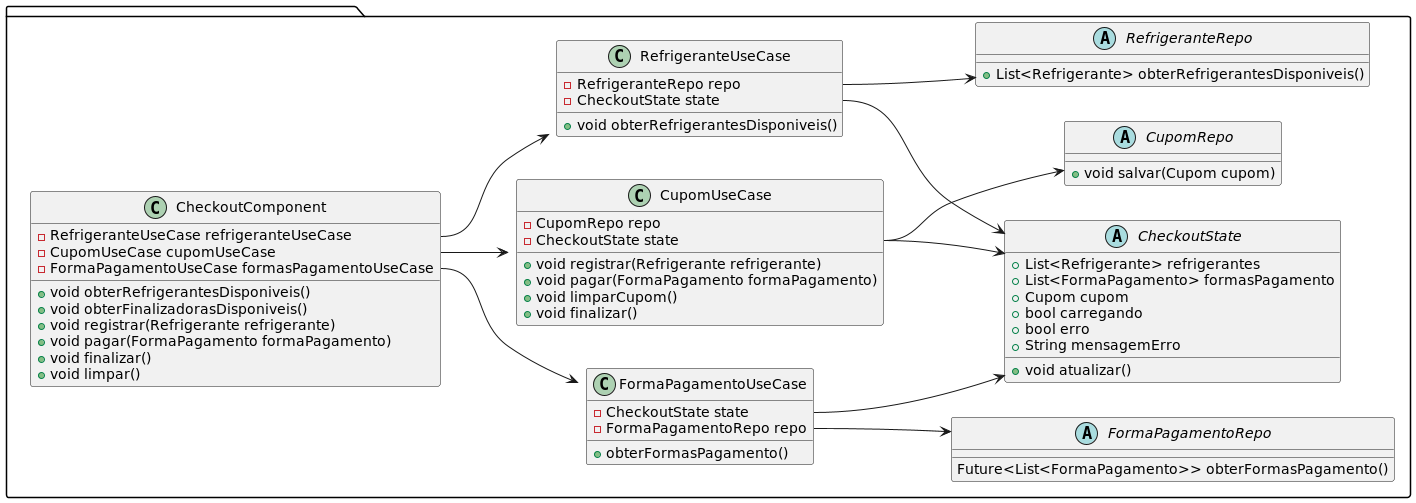 C CheckoutComponent
RefrigeranteUseCase refrigeranteUseCase
CupomUseCase cupomUseCase
FormaPagamentoUseCase formasPagamentoUseCase
void obterRefrigerantesDisponiveis()
void obterFinalizadorasDisponiveis()
void registrar(Refrigerante refrigerante)
void pagar(FormaPagamento formaPagamento)
void finalizar()
void limpar()
C RefrigeranteUseCase
RefrigeranteRepo repo
CheckoutState state
void obterRefrigerantesDisponiveis()
C CupomUseCase
CupomRepo repo
CheckoutState state
void registrar(Refrigerante refrigerante)
void pagar(FormaPagamento formaPagamento)
void limparCupom()
void finalizar()
C FormaPagamentoUseCase
CheckoutState state
FormaPagamentoRepo repo
obterFormasPagamento()
A RefrigeranteRepo
List<Refrigerante> obterRefrigerantesDisponiveis()
A CupomRepo
void salvar(Cupom cupom)
A CheckoutState
List<Refrigerante> refrigerantes
List<FormaPagamento> formasPagamento
Cupom cupom
bool carregando
bool erro
String mensagemErro
void atualizar()
A FormaPagamentoRepo
Future<List<FormaPagamento>> obterFormasPagamento()